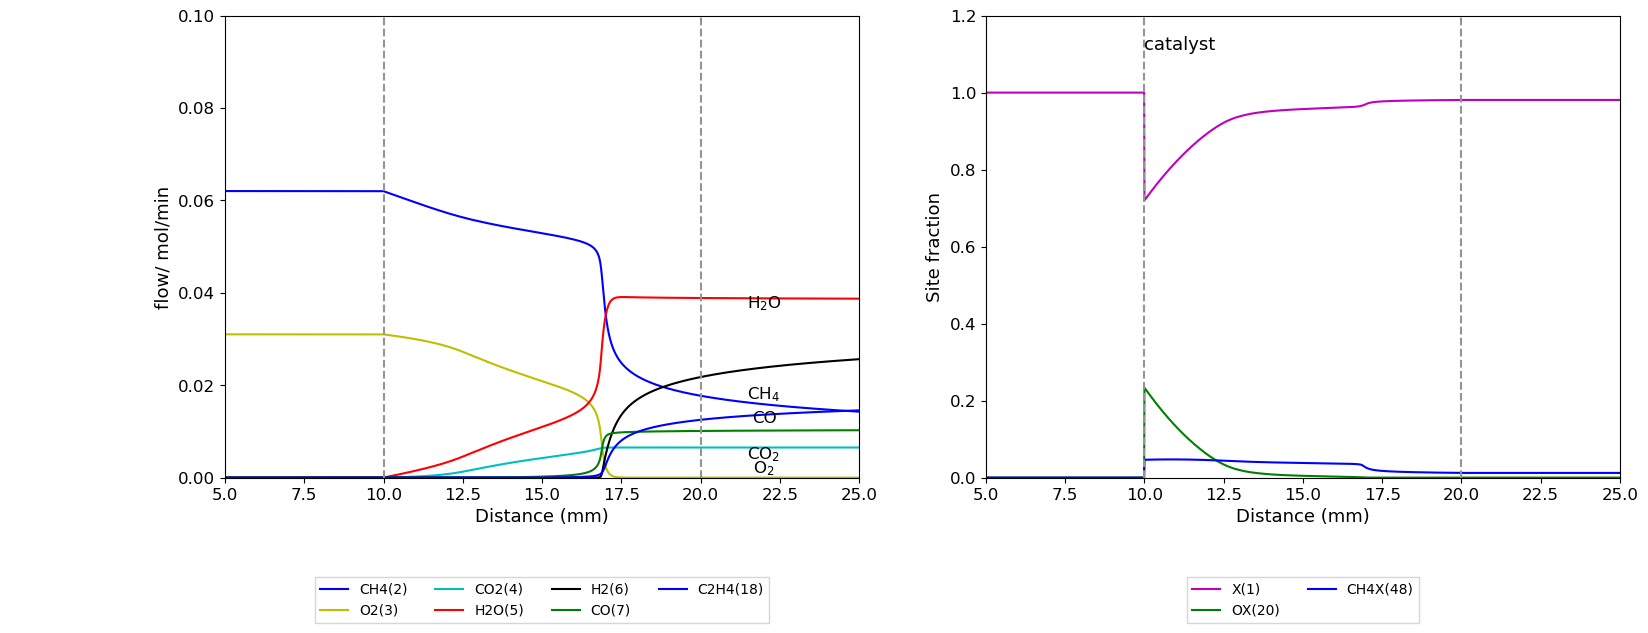 0.10
0.08
0.06
0.04
0.02
0.00
flow/ mol/min
H₂O
CH₄
CO
CO₂
O₂
5.0 7.5 10.0 12.5 15.0 17.5 20.0 22.5 25.0
Distance (mm)
CH4(2) CO2(4) H2(6) C2H4(18)
O2(3) H2O(5) CO(7)
1.2
1.0
0.8
0.6
0.4
0.2
0.0
Site fraction
catalyst
5.0 7.5 10.0 12.5 15.0 17.5 20.0 22.5 25.0
Distance (mm)
X(1) CH4X(48)
OX(20)